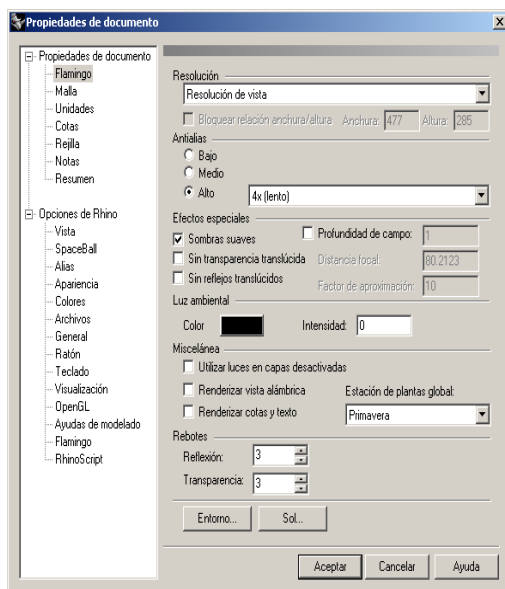 Propiedades de documento
Propiedades de documento
Flamingo
Malla
Unidades
Cotas
Rejilla
Notas
Resumen
Opciones de Rhino
Vista
SpaceBall
Alias
Apariencia
Colores
Archivos
General
Ratón
Teclado
Visualización
OpenGL
Ayudas de modelado
Flamingo
RhinoScript
Resolución
Resolución de vista
Bloquear relación anchura/altura Anchura: 477 Altura: 285
Antialias
Bajo
Medio
Alto 4x (lento)
Efectos especiales
Sombras suaves Profundidad de campo: 1
Sin transparencia translúcida Distancia focal: 80.2123
Sin reflejos translúcidos Factor de aproximación: 10
Luz ambiental
Color Intensidad: 0
Miscelánea
Utilizar luces en capas desactivadas
Renderizar vista alámbrica Estación de plantas global:
Renderizar cotas y texto Primavera
Rebotes
Reflexión: 3
Transparencia: 3
Entorno... Sol...
Aceptar Cancelar Ayuda